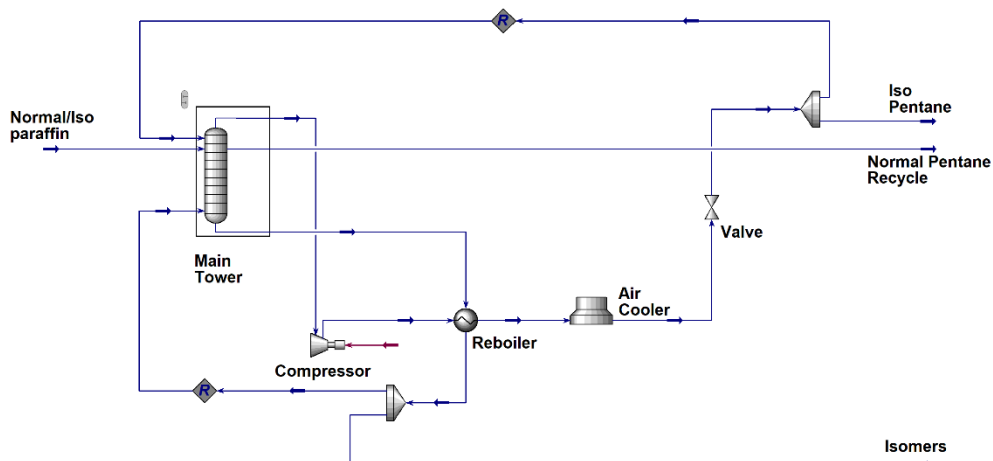 R
Normal/Iso
paraffin
Iso
Pentane
Normal Pentane
Recycle
Valve
Main
Tower
Air
Cooler
Reboiler
Compressor
R
Isomers